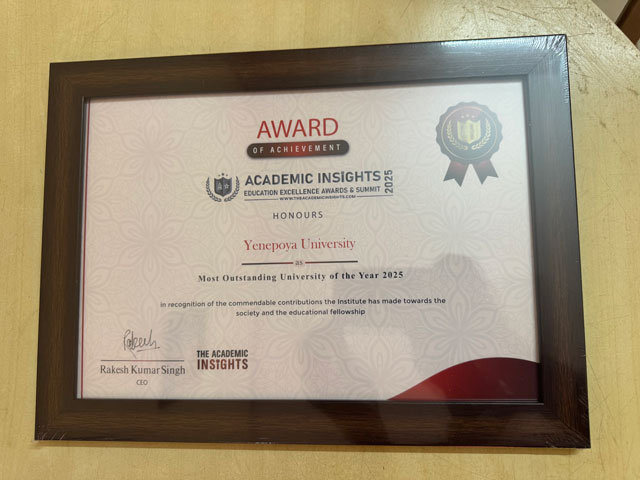 AWARD
OF ACHIEVEMENT
ACADEMIC INSiGHTS
EDUCATION EXCELLENCE AWARDS & SUMMIT
2025
WWW.THEACADEMICINSIGHTS.COM
HONOURS
Yenepoya University
as
Most Outstanding University of the Year 2025
in recognition of the commendable contributions the Institute has made towards the
society and the educational fellowship
Rakesh
Rakesh Kumar Singh
CEO
THE ACADEMIC
INSiGHTS